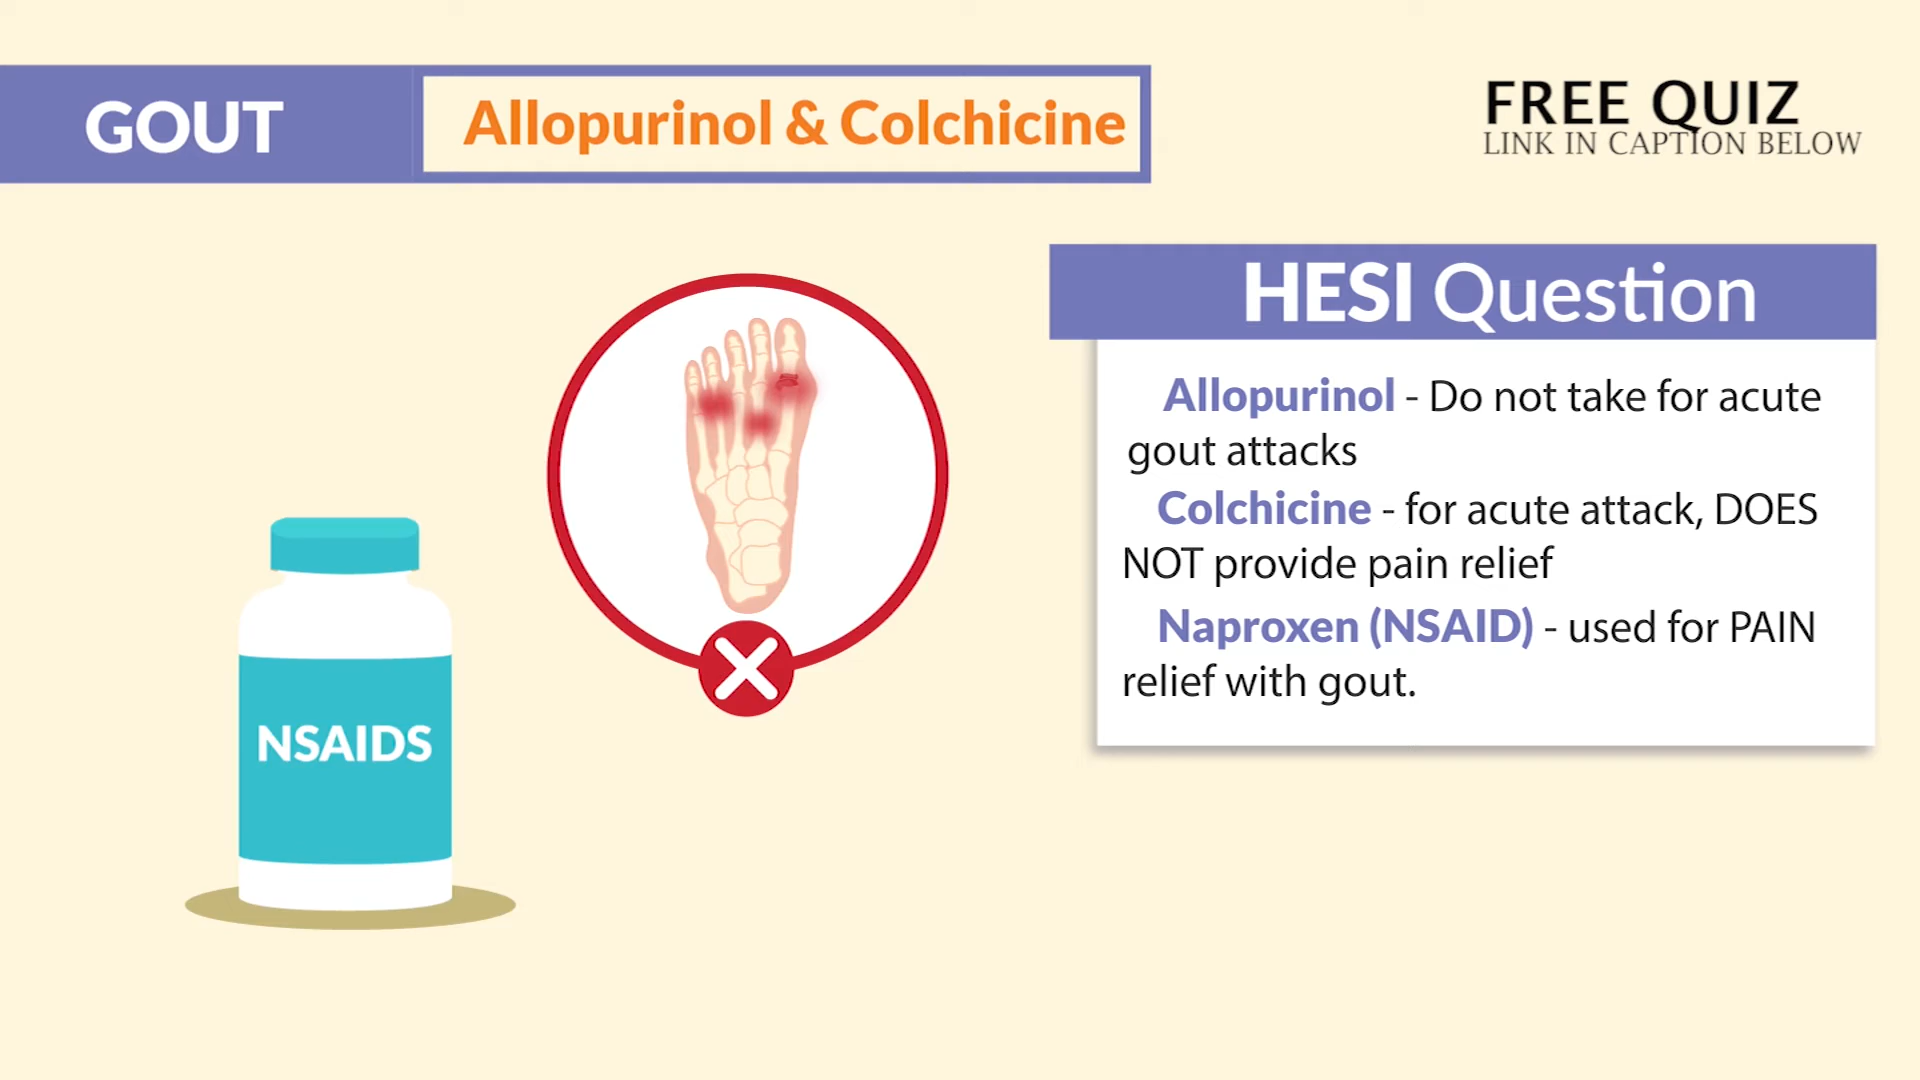 GOUT
Allopurinol & Colchicine
FREE QUIZ
LINK IN CAPTION BELOW
HESI Question
Allopurinol - Do not take for acute
gout attacks
Colchicine - for acute attack, DOES
NOT provide pain relief
Naproxen (NSAID) - used for PAIN
relief with gout.
NSAIDS